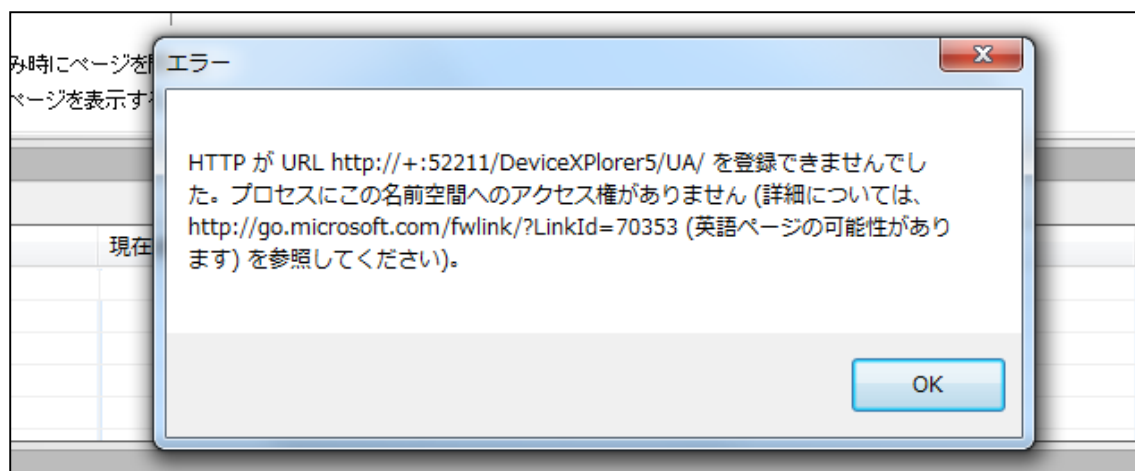 み時にページを
エラー
ページを表示す
HTTP が URL http://+:52211/DeviceXPlorer5/UA/ を登録できませんでし
た。プロセスにこの名前空間へのアクセス権がありません (詳細については、
http://go.microsoft.com/fwlink/?LinkId=70353 (英語ページの可能性があり
ます) を参照してください)。
現在
OK